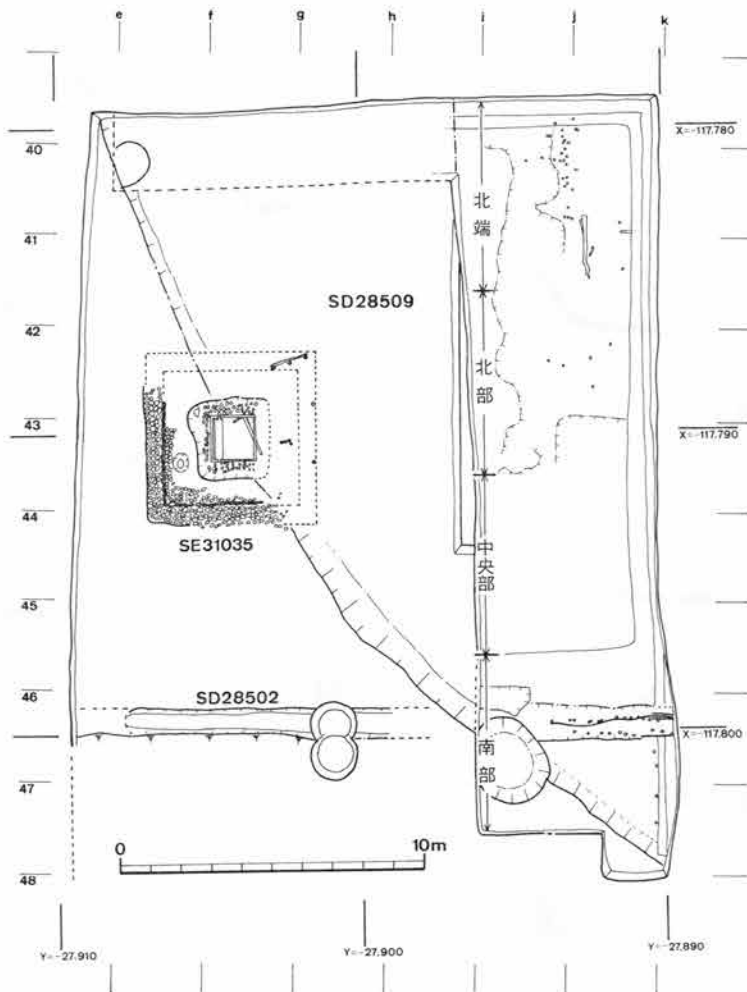 e f g h i j k
X=-117.780
40
北端
41
SD28509
42
北部
43
X=-117.790
44
SE31035
中央部
45
SD28502
46
X=-117.800
南部
47
0 10m
48
Y=-27.910
Y=-27.900
Y=-27.890